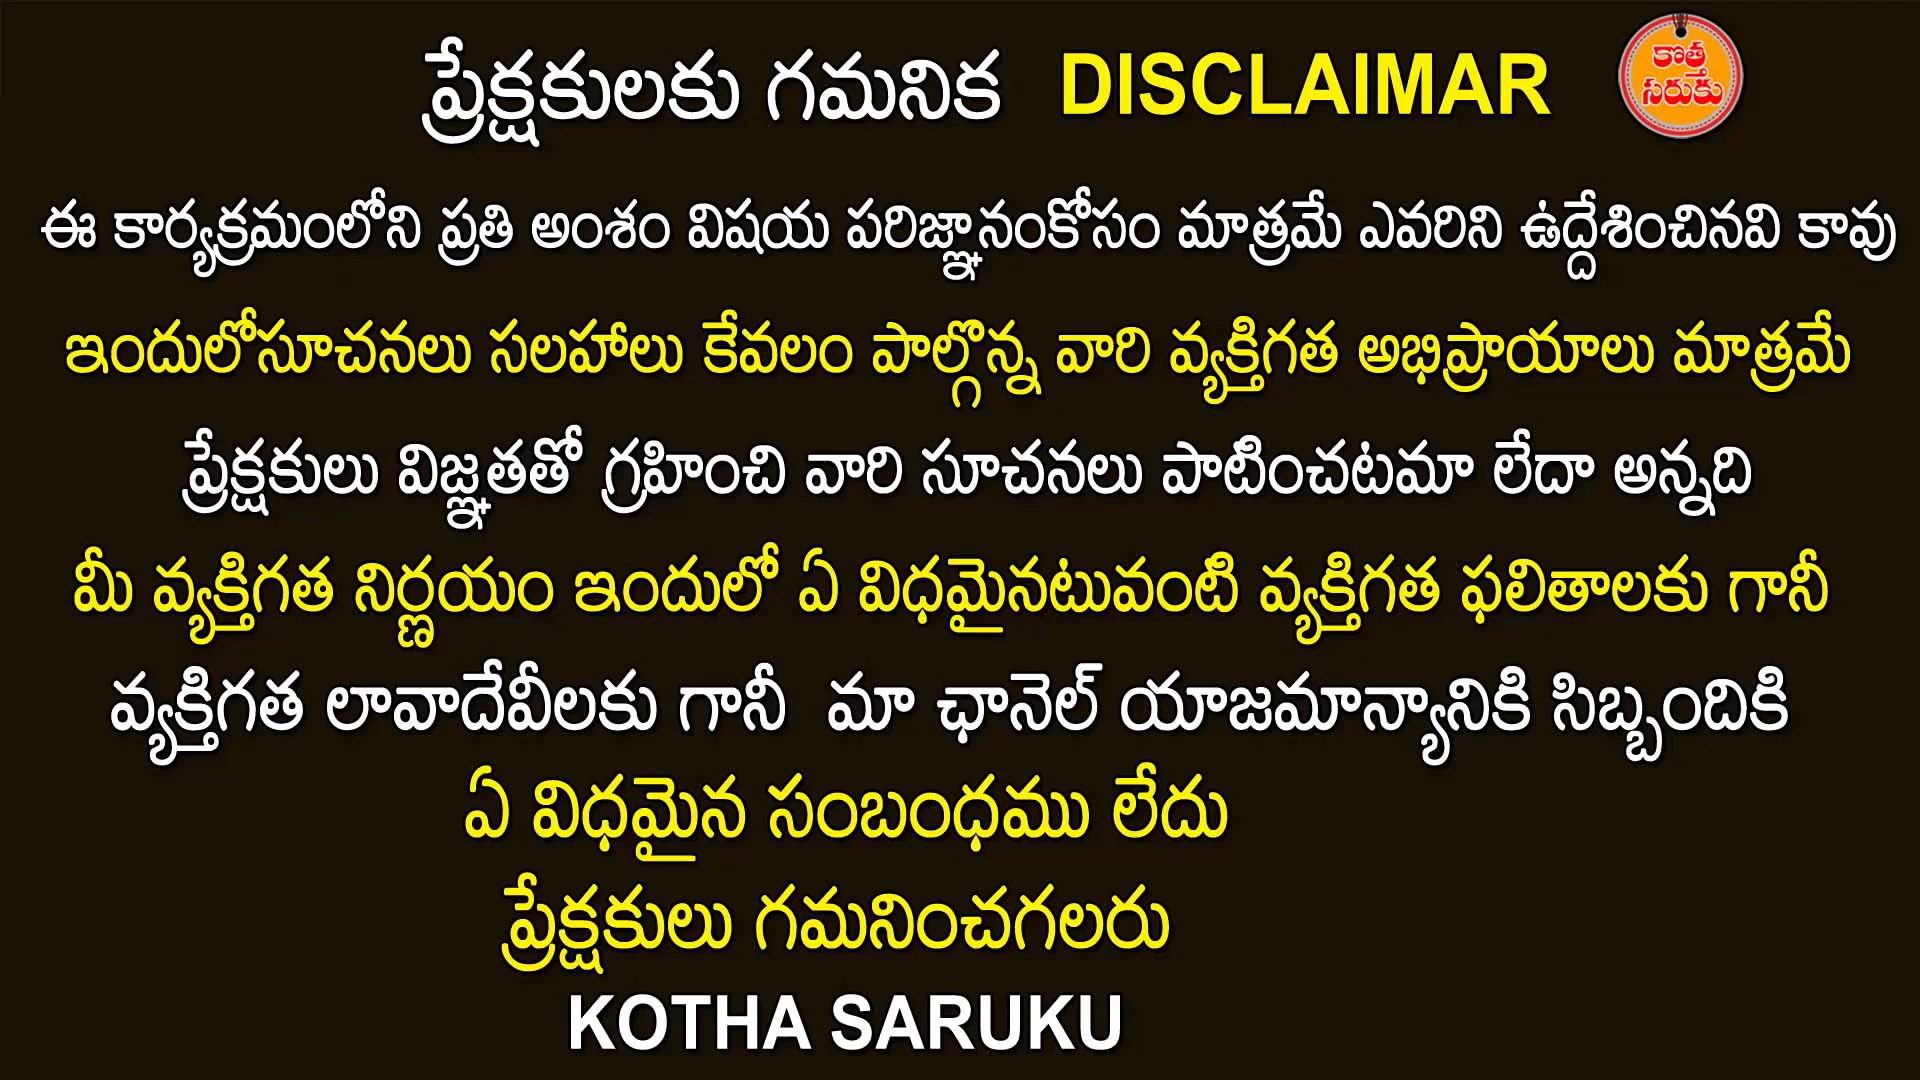 ప్రేక్షకులకు గమనిక DISCLAIMAR
కొత్త
సరుకు
ఈ కార్యక్రమంలోని ప్రతి అంశం విషయ పరిజ్ఞానంకోసం మాత్రమే ఎవరిని ఉద్దేశించినవి కావు
ఇందులోసూచనలు సలహాలు కేవలం పాల్గొన్న వారి వ్యక్తిగత అభిప్రాయాలు మాత్రమే
ప్రేక్షకులు విజ్ఞతతో గ్రహించి వారి సూచనలు పాటించటమా లేదా అన్నది
మీ వ్యక్తిగత నిర్ణయం ఇందులో ఏ విధమైనటువంటి వ్యక్తిగత ఫలితాలకు గానీ
వ్యక్తిగత లావాదేవీలకు గానీ మా ఛానెల్ యాజమాన్యానికి సిబ్బందికి
ఏ విధమైన సంబంధము లేదు
ప్రేక్షకులు గమనించగలరు
KOTHA SARUKU